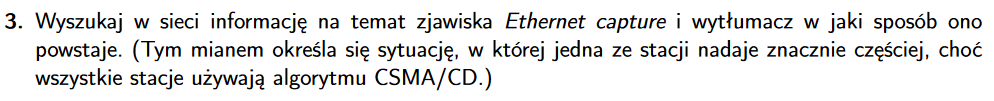 3. Wyszukaj w sieci informację na temat zjawiska Ethernet capture i wytłumacz w jaki sposób ono
powstaje. (Tym mianem określa się sytuację, w której jedna ze stacji nadaje znacznie częściej, choć
wszystkie stacje używają algorytmu CSMA/CD.)